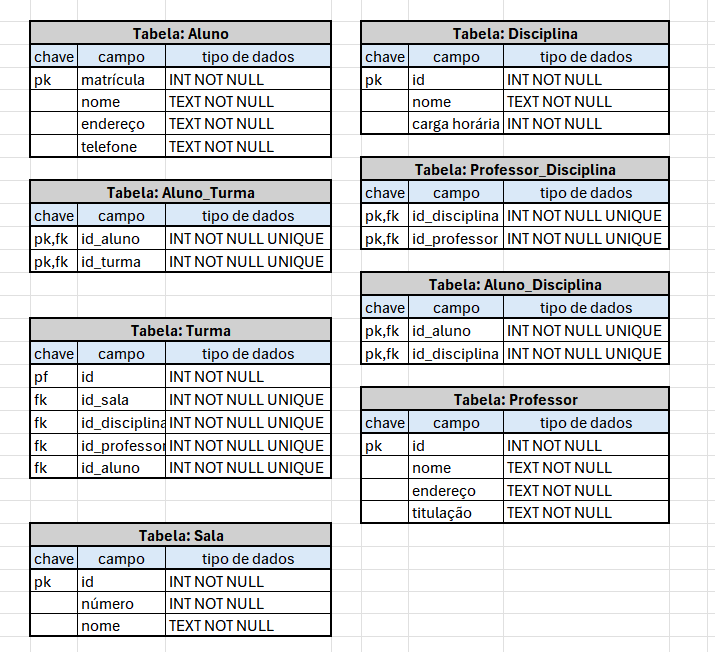 Tabela: Aluno
chave campo tipo de dados
pk matrícula INT NOT NULL
nome TEXT NOT NULL
endereço TEXT NOT NULL
telefone TEXT NOT NULL
Tabela: Aluno_Turma
chave campo tipo de dados
pk,fk id_aluno INT NOT NULL UNIQUE
pk,fk id_turma INT NOT NULL UNIQUE
Tabela: Turma
chave campo tipo de dados
pf id INT NOT NULL
fk id_sala INT NOT NULL UNIQUE
fk id_disciplina INT NOT NULL UNIQUE
fk id_professor INT NOT NULL UNIQUE
fk id_aluno INT NOT NULL UNIQUE
Tabela: Sala
chave campo tipo de dados
pk id INT NOT NULL
número INT NOT NULL
nome TEXT NOT NULL
Tabela: Disciplina
chave campo tipo de dados
pk id INT NOT NULL
nome TEXT NOT NULL
carga horária INT NOT NULL
Tabela: Professor_Disciplina
chave campo tipo de dados
pk,fk id_disciplina INT NOT NULL UNIQUE
pk,fk id_professor INT NOT NULL UNIQUE
Tabela: Aluno_Disciplina
chave campo tipo de dados
pk,fk id_aluno INT NOT NULL UNIQUE
pk,fk id_disciplina INT NOT NULL UNIQUE
Tabela: Professor
chave campo tipo de dados
pk id INT NOT NULL
nome TEXT NOT NULL
endereço TEXT NOT NULL
titulação TEXT NOT NULL